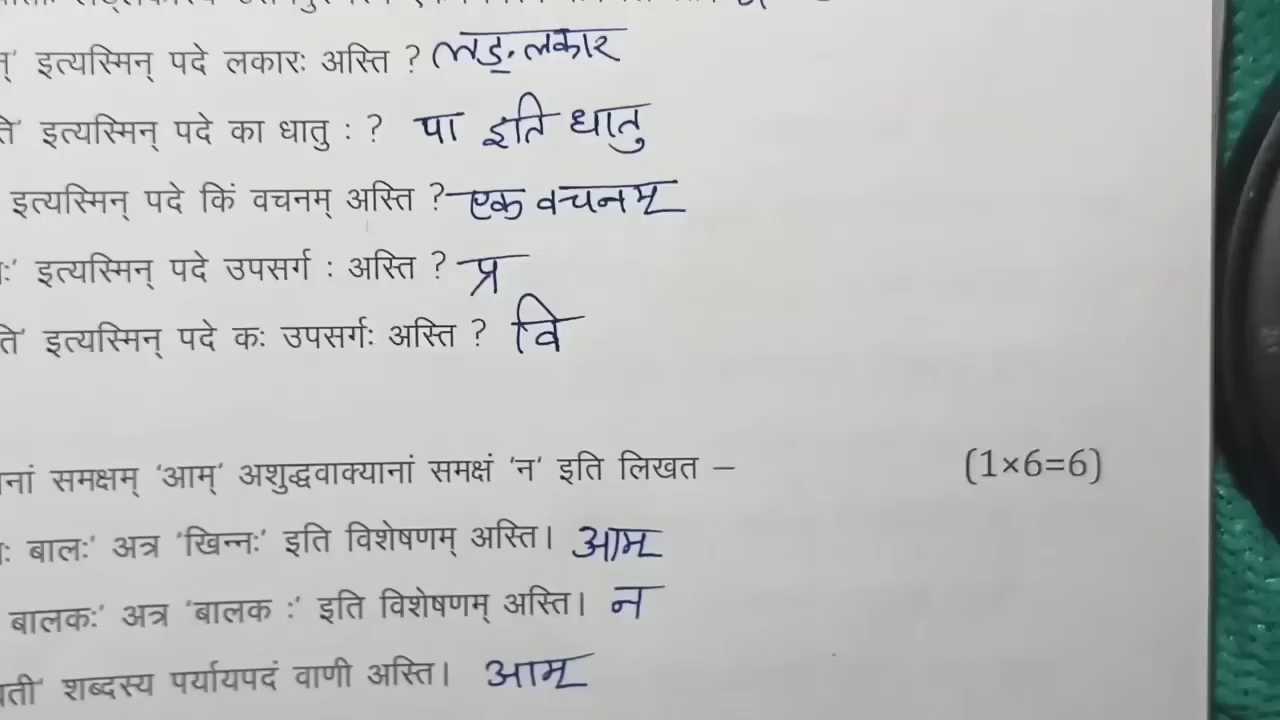 इत्यस्मिन् पदे लकारः अस्ति ? लङ्.लकार
इत्यस्मिन् पदे का धातु : ? पा इति धातु
इत्यस्मिन् पदे किं वचनम् अस्ति ? एक वचनम्
इत्यस्मिन् पदे उपसर्ग : अस्ति ? प्र
इत्यस्मिन् पदे कः उपसर्गः अस्ति ? वि
समक्षम् 'आम्' अशुद्धवाक्यानां समक्षं 'न' इति लिखत – (1×6=6)
बालः' अत्र 'खिन्नः' इति विशेषणम् अस्ति। आम्
बालकः' अत्र 'बालक :' इति विशेषणम् अस्ति। न
शब्दस्य पर्यायपदं वाणी अस्ति। आम्